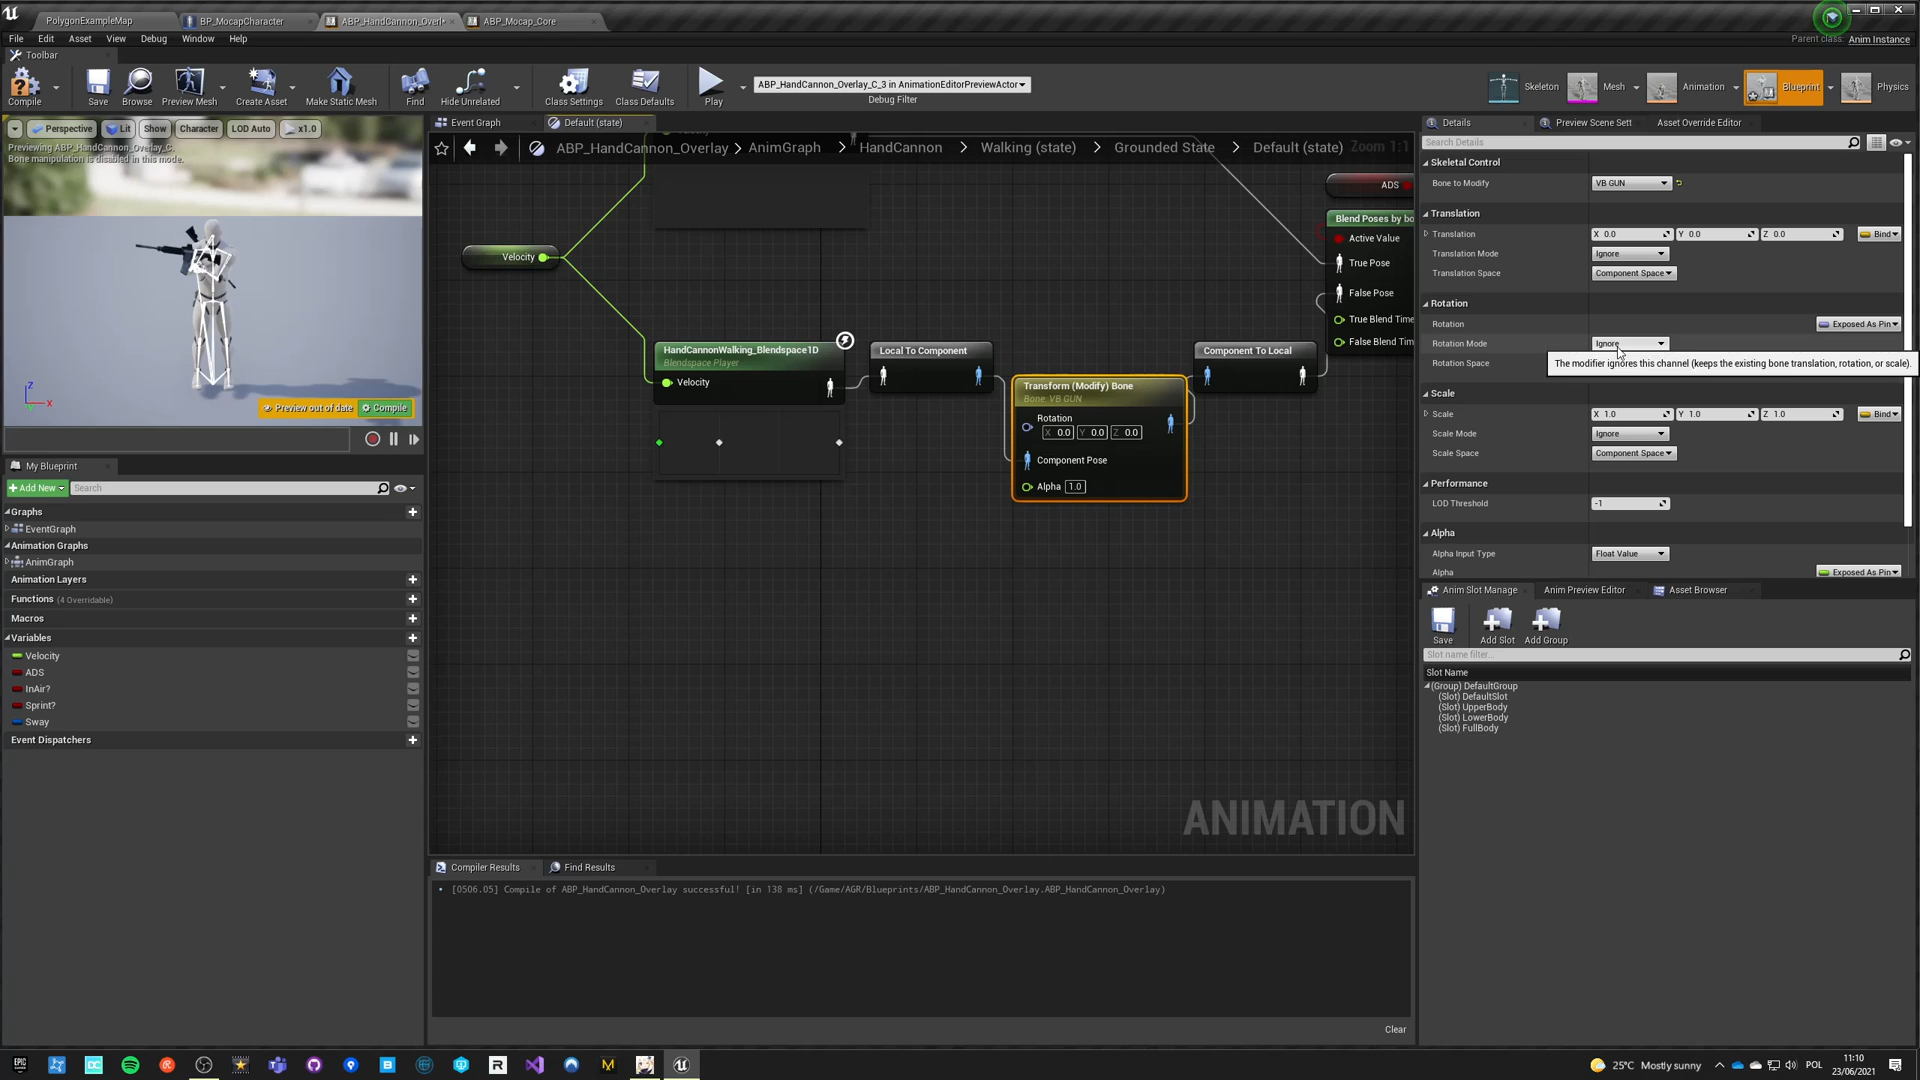 PolygonExampleMap
BP_MocapCharacter
ABP_HandCannon_Overl•
ABP_Mocap_Core
File Edit Asset View Debug Window Help
Parent class: Anim Instance
Toolbar
Compile
Save
Browse
Preview Mesh
Create Asset
Make Static Mesh
Find
Hide Unrelated
Class Settings
Class Defaults
Play
ABP_HandCannon_Overlay_C_3 in AnimationEditorPreviewActor
Debug Filter
Skeleton
Mesh
Animation
Blueprint
Physics
Perspective
Lit
Show
Character
LOD Auto
x1.0
Previewing ABP_HandCannon_Overlay_C.
Bone manipulation is disabled in this mode.
Z
X
Preview out of date
Compile
My Blueprint
Add New
Search
Graphs
EventGraph
Animation Graphs
AnimGraph
Animation Layers
Functions (4 Overridable)
Macros
Variables
Velocity
ADS
InAir?
Sprint?
Sway
Event Dispatchers
Event Graph
Default (state)
ABP_HandCannon_Overlay > AnimGraph > HandCannon > Walking (state) > Grounded State > Default (state)
Zoom 1:1
Velocity
HandCannonWalking_Blendspace1D
Blendspace Player
Velocity
Local To Component
Transform (Modify) Bone
Bone: VB GUN
Rotation
X 0.0 Y 0.0 Z 0.0
Component Pose
Alpha 1.0
Component To Local
ADS
Blend Poses by bo
Active Value
True Pose
False Pose
True Blend Time
False Blend Time
ANIMATION
Compiler Results
Find Results
• [0506.05] Compile of ABP_HandCannon_Overlay successful! [in 138 ms] (/Game/AGR/Blueprints/ABP_HandCannon_Overlay.ABP_HandCannon_Overlay)
Clear
Details
Preview Scene Sett
Asset Override Editor
Search Details
Skeletal Control
Bone to Modify VB GUN
Translation
Translation X 0.0 Y 0.0 Z 0.0 Bind
Translation Mode Ignore
Translation Space Component Space
Rotation
Rotation Exposed As Pin
Rotation Mode Ignore
Rotation Space
The modifier ignores this channel (keeps the existing bone translation, rotation, or scale).
Scale
Scale X 1.0 Y 1.0 Z 1.0 Bind
Scale Mode Ignore
Scale Space Component Space
Performance
LOD Threshold -1
Alpha
Alpha Input Type Float Value
Alpha Exposed As Pin
Anim Slot Manage
Anim Preview Editor
Asset Browser
Save
Add Slot
Add Group
Slot name filter...
Slot Name
(Group) DefaultGroup
(Slot) DefaultSlot
(Slot) UpperBody
(Slot) LowerBody
(Slot) FullBody
25°C Mostly sunny
POL
11:10
23/06/2021